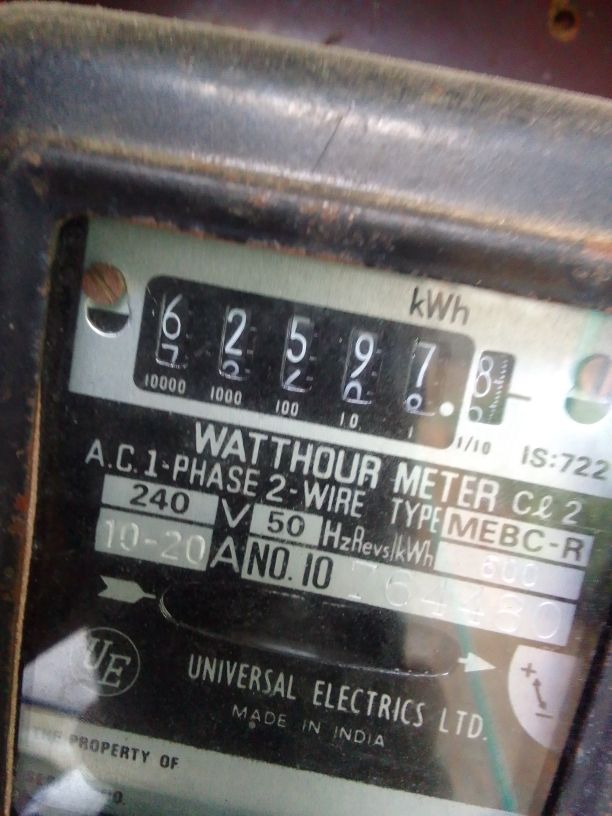 kWh
6 2 5 9 7 . 8
10000 1000 100 10 1 1/10
IS:722
WATTHOUR METER Cl 2
A.C. 1-PHASE 2-WIRE TYPE MEBC-R
240 V 50 Hz Revs/kWh 600
10-20 A NO. 10 764480
UE
UNIVERSAL ELECTRICS LTD.
MADE IN INDIA
+
-
THE PROPERTY OF